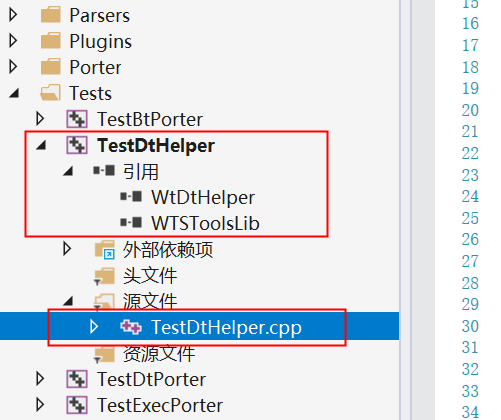 Parsers
Plugins
Porter
Tests
TestBtPorter
TestDtHelper
引用
WtDtHelper
WTSToolsLib
外部依赖项
头文件
源文件
TestDtHelper.cpp
资源文件
TestDtPorter
TestExecPorter
15
16
17
18
19
20
21
22
23
24
25
26
27
28
29
30
31
32
33
34